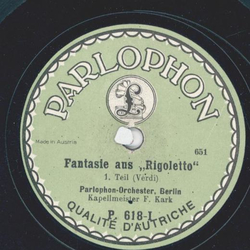 PARLOPHON
£
Made in Austria
651
Fantasie aus „Rigoletto“
1. Teil (Verdi)
Parlophon-Orchester, Berlin
Kapellmeister F. Kark
P. 618-I
QUALITÉ D'AUTRICHE